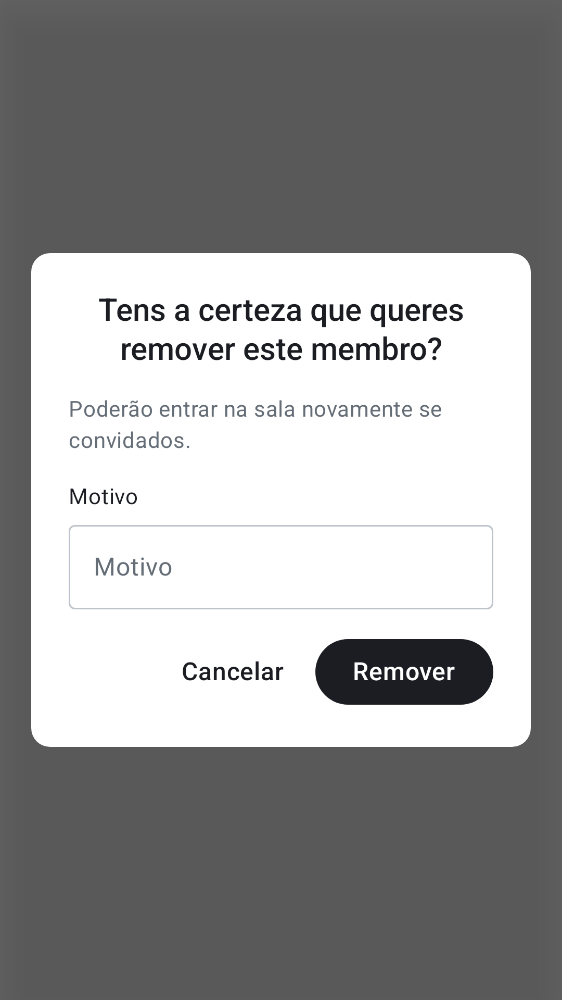 Tens a certeza que queres
remover este membro?
Poderão entrar na sala novamente se
convidados.
Motivo
Motivo
Cancelar
Remover